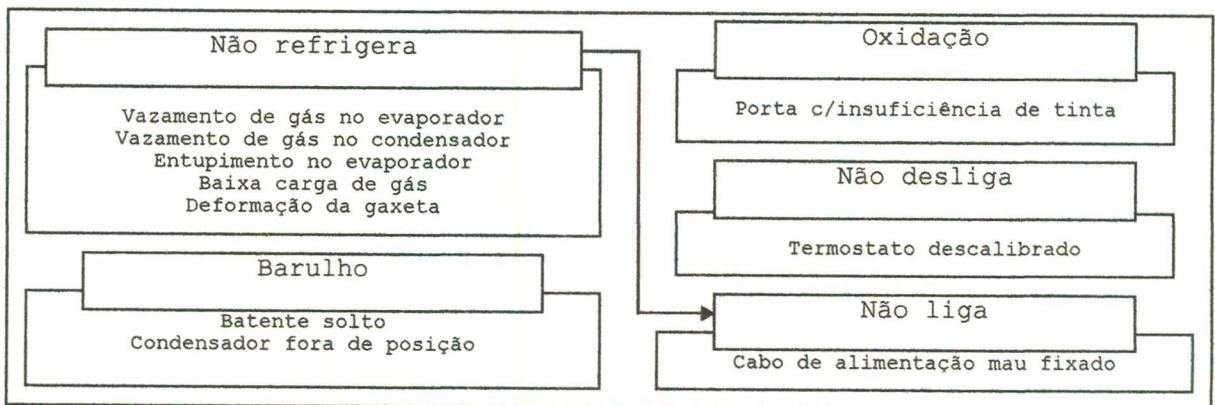 Não refrigera
Vazamento de gás no evaporador
Vazamento de gás no condensador
Entupimento no evaporador
Baixa carga de gás
Deformação da gaxeta
Barulho
Batente solto
Condensador fora de posição
Oxidação
Porta c/insuficiência de tinta
Não desliga
Termostato descalibrado
Não liga
Cabo de alimentação mau fixado